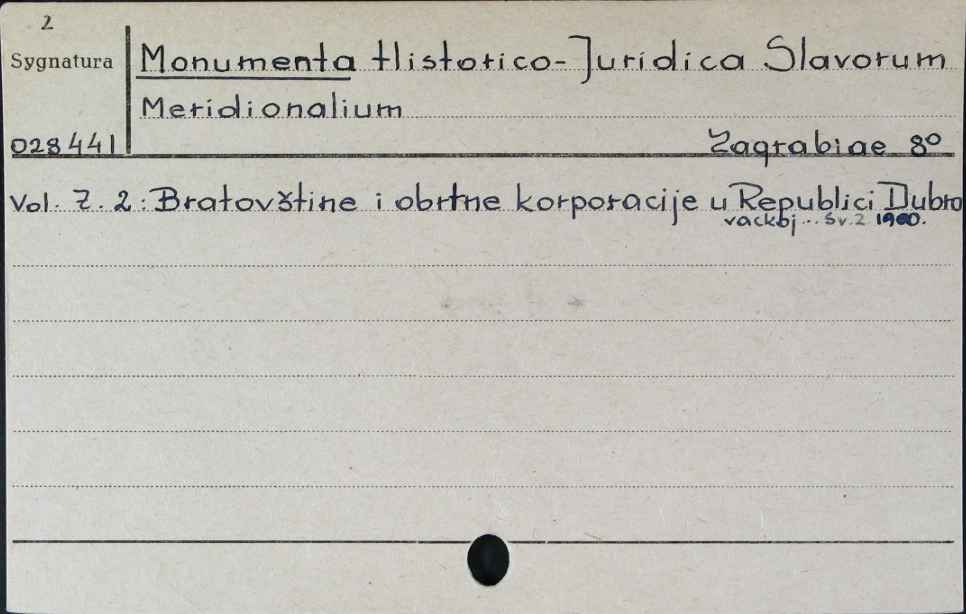 2
Sygnatura
Monumenta Historico-Juridica Slavorum
Meridionalium
028441
Zagrabiae 8°
Vol. 7. 2: Bratovštine i obrtne korporacije u Republici Dubro
vackoj... Sv. 2 1900.